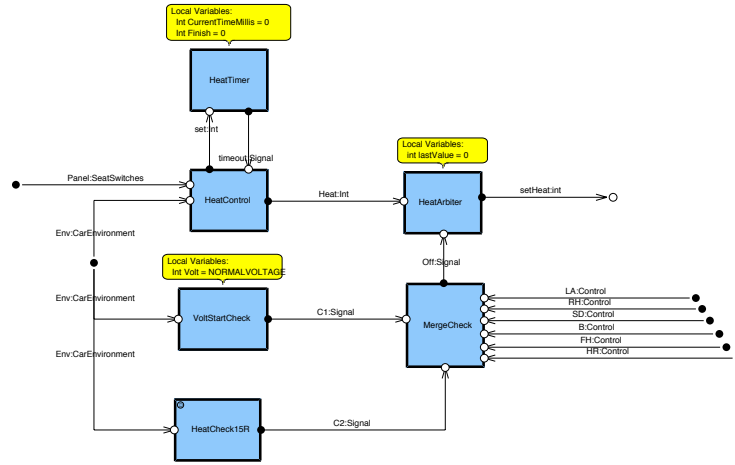 Local Variables:
Int CurrentTimeMillis = 0
Int Finish = 0
HeatTimer
set:Int
timeout:Signal
Local Variables:
int lastValue = 0
Panel:SeatSwitches
HeatControl
Heat:Int
HeatArbiter
setHeat:int
Env:CarEnvironment
Local Variables:
Int Volt = NORMALVOLTAGE
Off:Signal
Env:CarEnvironment
VoltStartCheck
C1:Signal
MergeCheck
LA:Control
RH:Control
SD:Control
B:Control
FH:Control
HR:Control
Env:CarEnvironment
HeatCheck15R
C2:Signal